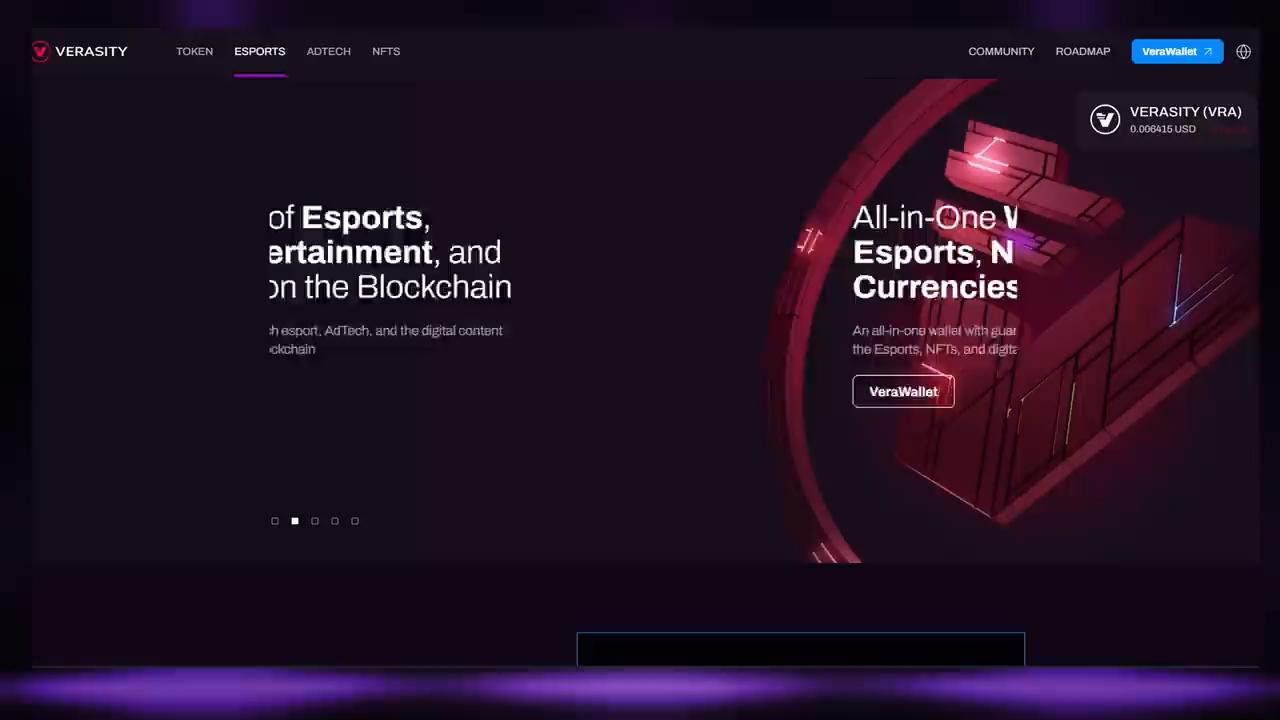 VERASITY
TOKEN
ESPORTS
ADTECH
NFTS
COMMUNITY
ROADMAP
VeraWallet
VERASITY (VRA)
0.006415 USD
of Esports,
ertainment, and
on the Blockchain
h esport, AdTech, and the digital content
ockchain
All-in-One W
Esports, N
Currencies
An all-in-one wallet with guar
the Esports, NFTs, and digita
VeraWallet